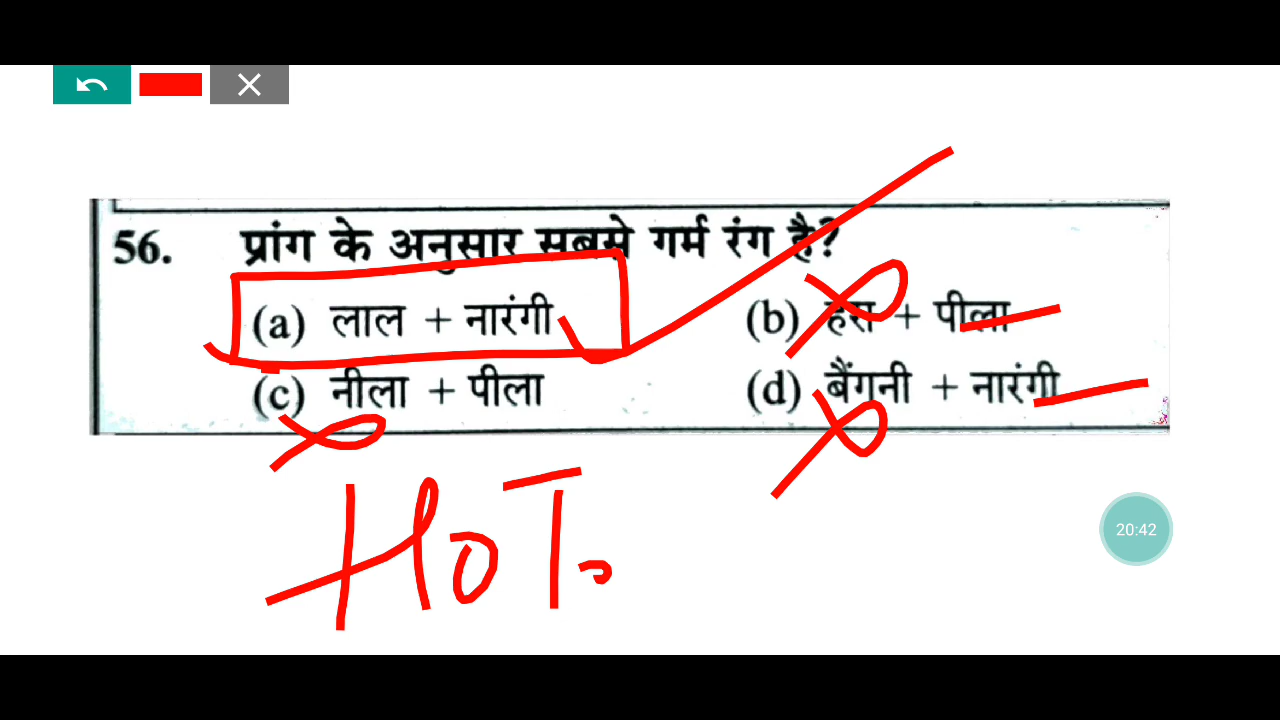 56. प्रांग के अनुसार सबसे गर्म रंग है?
(a) लाल + नारंगी (b) हरा + पीला
(c) नीला + पीला (d) बैंगनी + नारंगी
HOT
20:42